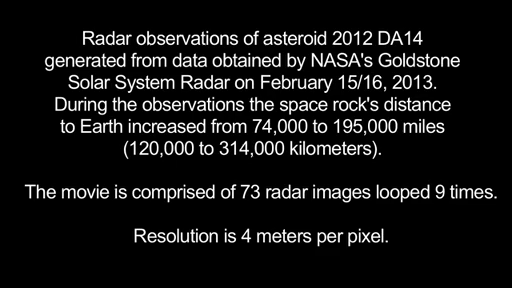 Radar observations of asteroid 2012 DA14
generated from data obtained by NASA's Goldstone
Solar System Radar on February 15/16, 2013.
During the observations the space rock's distance
to Earth increased from 74,000 to 195,000 miles
(120,000 to 314,000 kilometers).
The movie is comprised of 73 radar images looped 9 times.
Resolution is 4 meters per pixel.